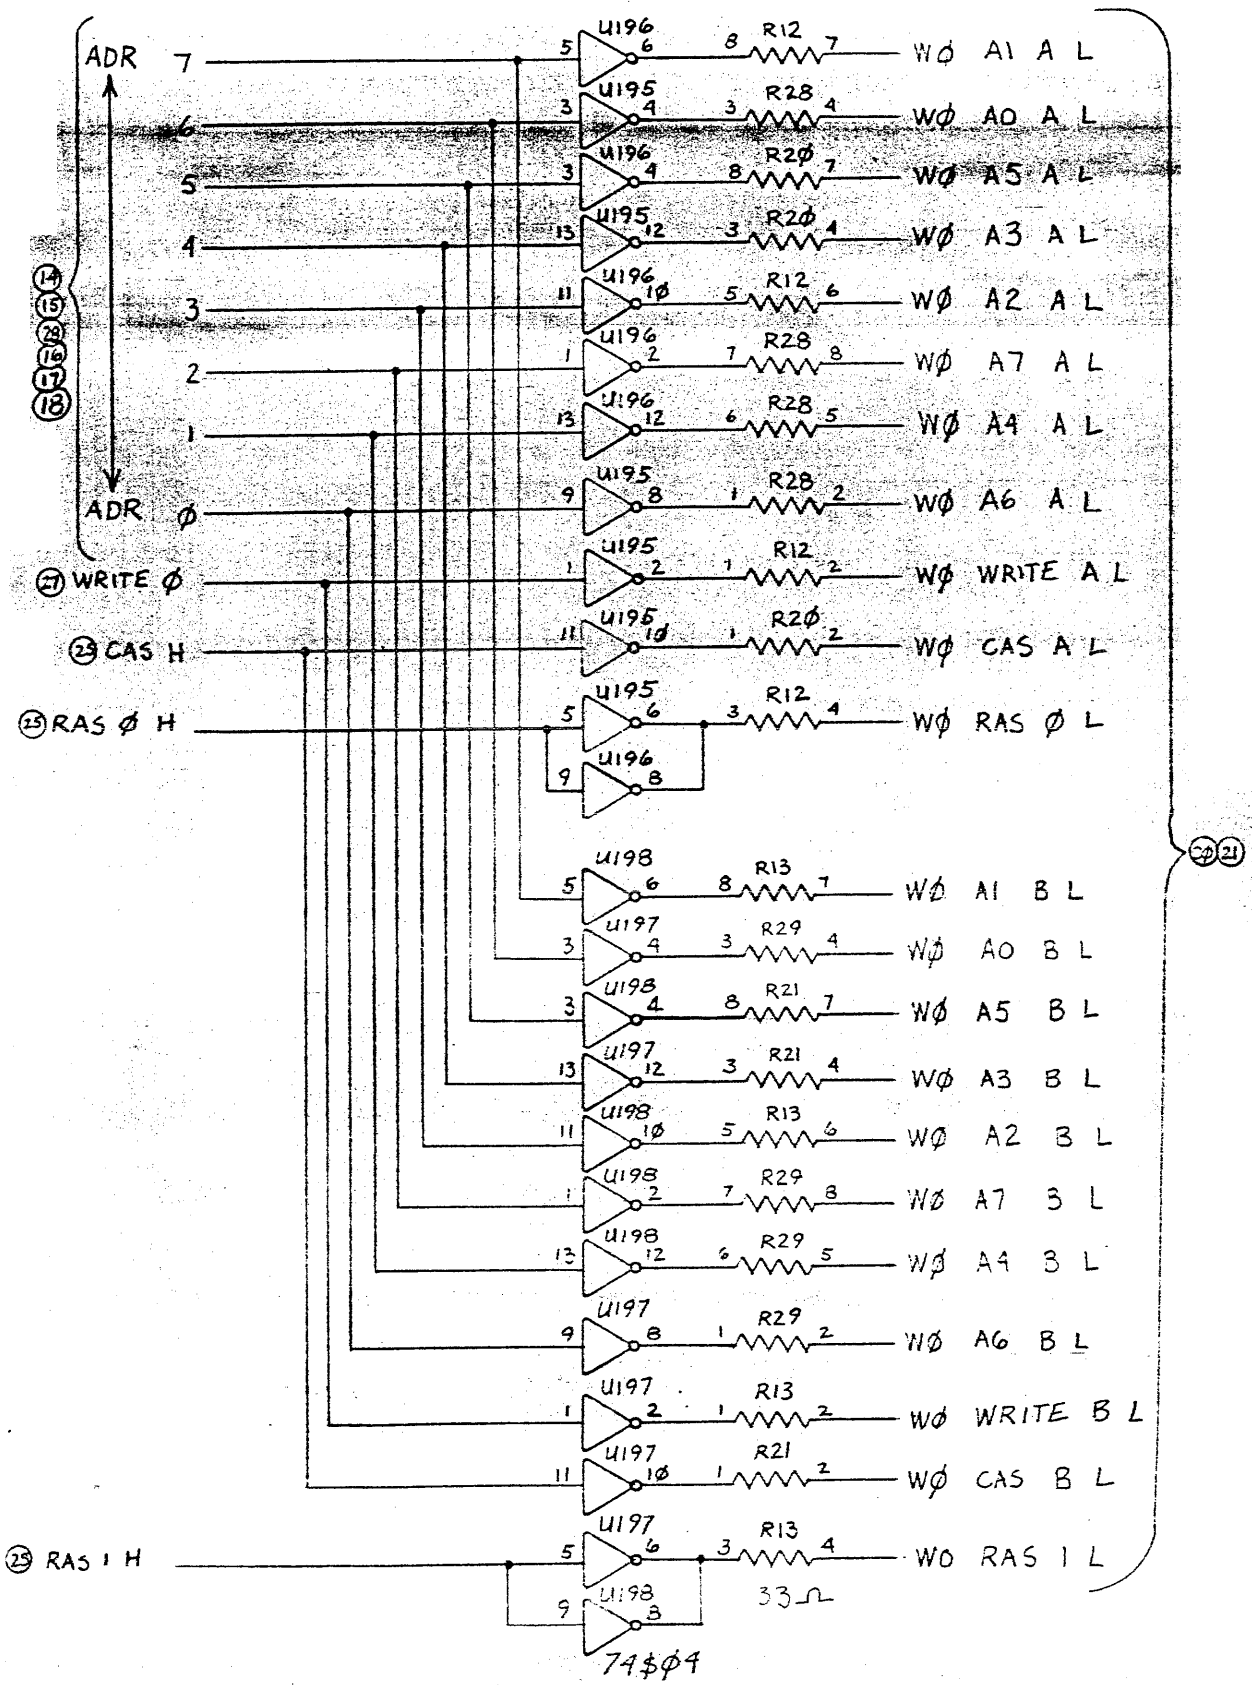 ADR 7 5 U196 6 8 R12 7 WØ A1 A L
6 3 U195 4 3 R28 4 WØ A0 A L
5 3 U196 4 8 R2Ø 7 WØ A5 A L
4 13 U195 12 3 R2Ø 4 WØ A3 A L
14
15
3 11 U196 1Ø 5 R12 6 WØ A2 A L
16
17
18
2 1 U196 2 7 R28 8 WØ A7 A L
1 13 U196 12 6 R28 5 WØ A4 A L
ADR Ø 9 U195 8 1 R28 2 WØ A6 A L
27 WRITE Ø 1 U195 2 1 R12 2 WØ WRITE A L
CAS H 11 U195 1Ø 1 R2Ø 2 WØ CAS A L
25 RAS Ø H 5 U195 6 3 R12 4 WØ RAS Ø L
9 U196 8
21
5 U198 6 8 R13 7 WØ A1 B L
3 U197 4 3 R29 4 WØ A0 B L
3 U198 4 8 R21 7 WØ A5 B L
13 U197 12 3 R21 4 WØ A3 B L
11 U198 1Ø 5 R13 6 WØ A2 B L
1 U198 2 7 R29 8 WØ A7 B L
13 U198 12 6 R29 5 WØ A4 B L
9 U197 8 1 R29 2 WØ A6 B L
1 U197 2 1 R13 2 WØ WRITE B L
11 U197 1Ø 1 R21 2 WØ CAS B L
25 RAS 1 H 5 U197 6 3 R13 4 W0 RAS 1 L
33Ω
9 U198 8
74SØ4